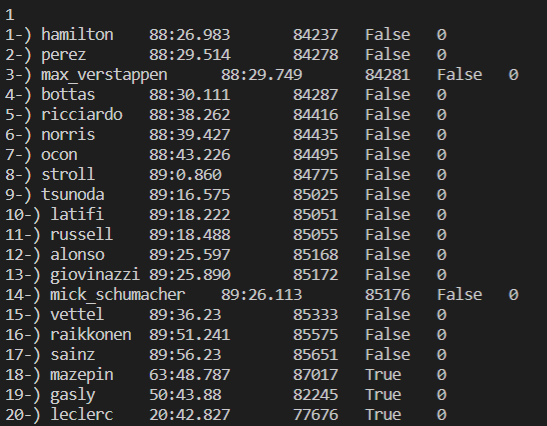 1
1-) hamilton 88:26.983 84237 False 0
2-) perez 88:29.514 84278 False 0
3-) max_verstappen 88:29.749 84281 False 0
4-) bottas 88:30.111 84287 False 0
5-) ricciardo 88:38.262 84416 False 0
6-) norris 88:39.427 84435 False 0
7-) ocon 88:43.226 84495 False 0
8-) stroll 89:0.860 84775 False 0
9-) tsunoda 89:16.575 85025 False 0
10-) latifi 89:18.222 85051 False 0
11-) russell 89:18.488 85055 False 0
12-) alonso 89:25.597 85168 False 0
13-) giovinazzi 89:25.890 85172 False 0
14-) mick_schumacher 89:26.113 85176 False 0
15-) vettel 89:36.23 85333 False 0
16-) raikkonen 89:51.241 85575 False 0
17-) sainz 89:56.23 85651 False 0
18-) mazepin 63:48.787 87017 True 0
19-) gasly 50:43.88 82245 True 0
20-) leclerc 20:42.827 77676 True 0